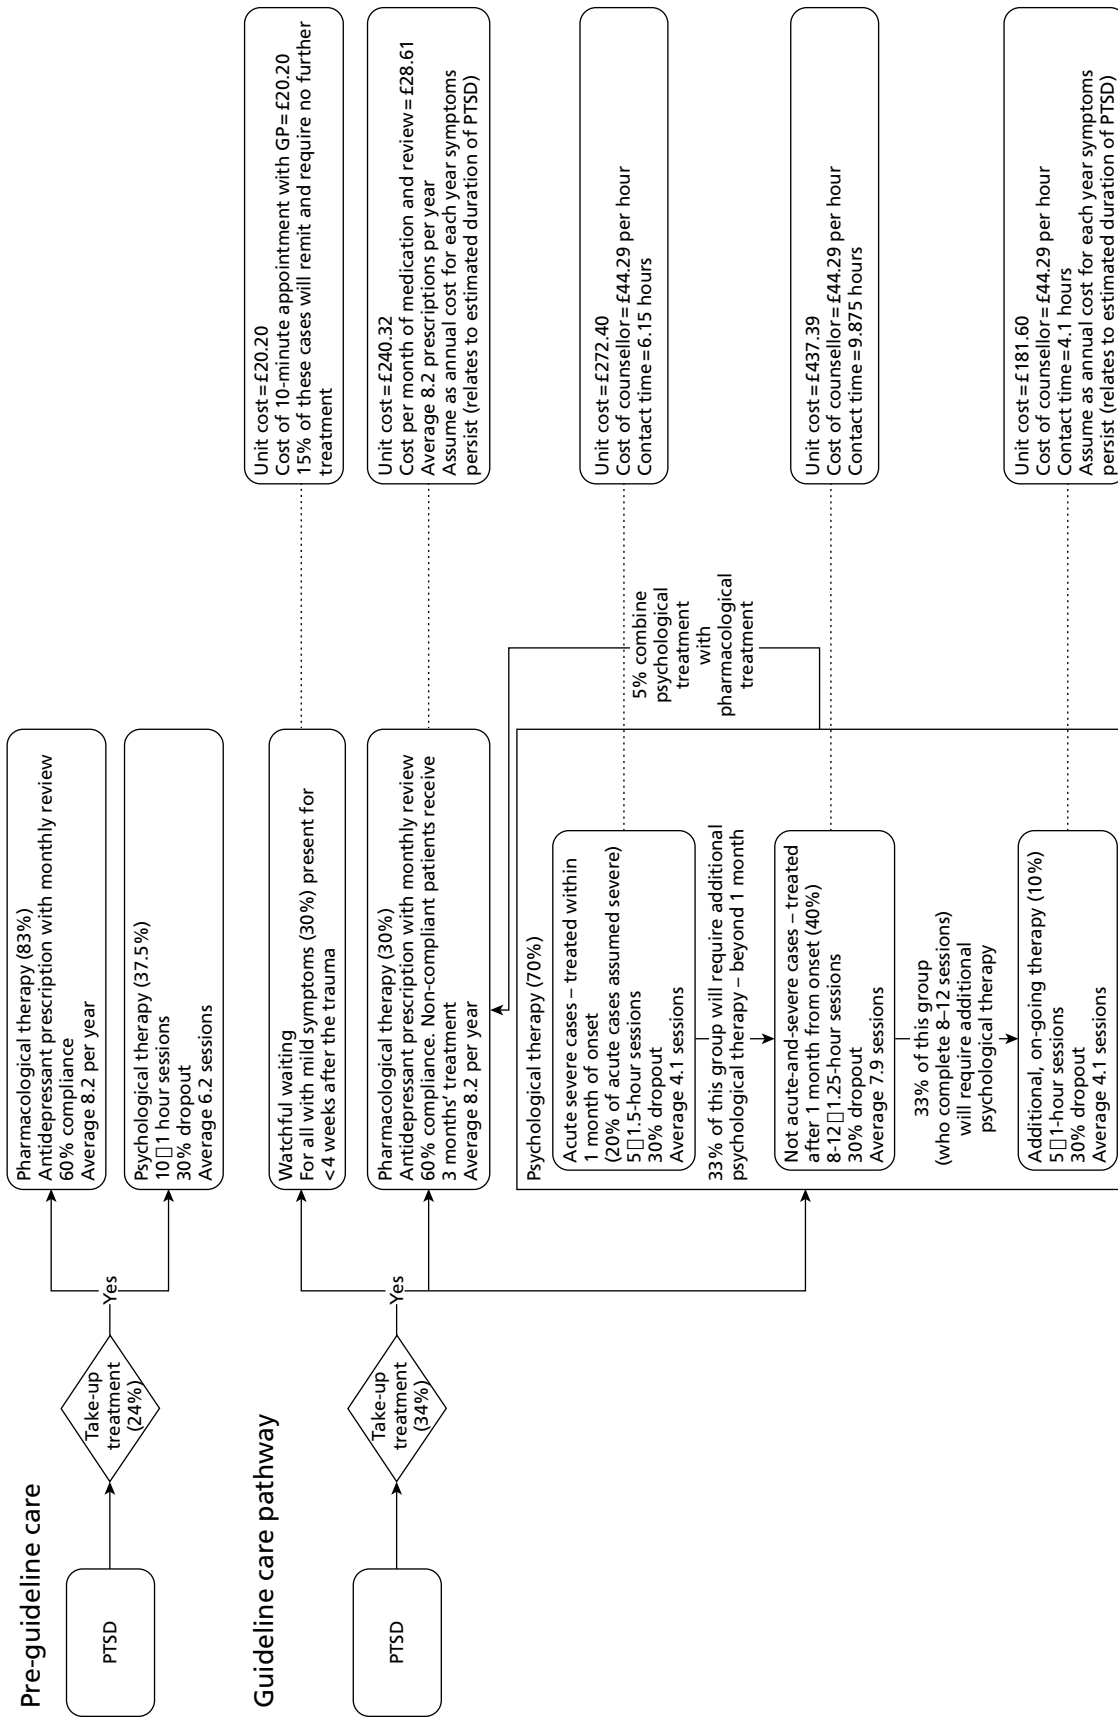 Pre-guideline care
PTSD
Take-up
treatment
(24%)
Yes
Pharmacological therapy (83%)
Antidepressant prescription with monthly review
60% compliance
Average 8.2 per year
Psychological therapy (37.5%)
10□1 hour sessions
30% dropout
Average 6.2 sessions
Guideline care pathway
PTSD
Take-up
treatment
(34%)
Yes
Watchful waiting
For all with mild symptoms (30%) present for
<4 weeks after the trauma
Unit cost=£20.20
Cost of 10-minute appointment with GP=£20.20
15% of these cases will remit and require no further
treatment
Pharmacological therapy (30%)
Antidepressant prescription with monthly review
60% compliance. Non-compliant patients receive
3 months' treatment
Average 8.2 per year
Unit cost=£240.32
Cost per month of medication and review=£28.61
Average 8.2 prescriptions per year
Assume as annual cost for each year symptoms
persist (relates to estimated duration of PTSD)
Psychological therapy (70%)
Acute severe cases – treated within
1 month of onset
(20% of acute cases assumed severe)
5□1.5-hour sessions
30% dropout
Average 4.1 sessions
Unit cost=£272.40
Cost of counsellor=£44.29 per hour
Contact time=6.15 hours
33% of this group will require additional
psychological therapy – beyond 1 month
5% combine
psychological
treatment
with
pharmacological
treatment
Not acute-and-severe cases – treated
after 1 month from onset (40%)
8-12□1.25-hour sessions
30% dropout
Average 7.9 sessions
Unit cost=£437.39
Cost of counsellor=£44.29 per hour
Contact time=9.875 hours
33% of this group
(who complete 8–12 sessions)
will require additional
psychological therapy
Additional, on-going therapy (10%)
5□1-hour sessions
30% dropout
Average 4.1 sessions
Unit cost=£181.60
Cost of counsellor=£44.29 per hour
Contact time=4.1 hours
Assume as annual cost for each year symptoms
persist (relates to estimated duration of PTSD)